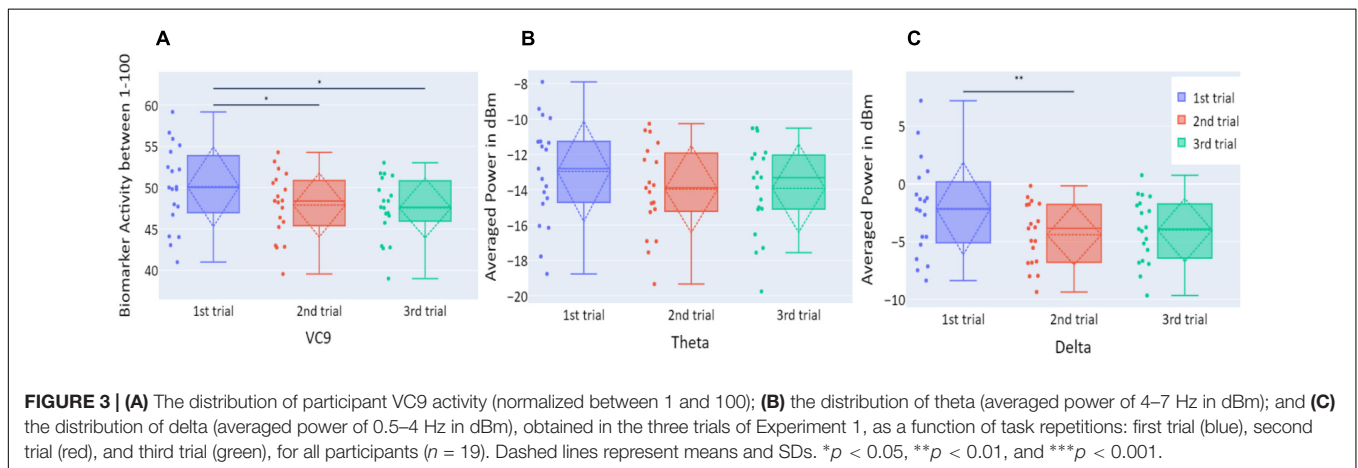 A
B
C
Biomarker Activity between 1-100
60
55
50
45
40
*
*
1st trial
2nd trial
3rd trial
VC9
Averaged Power in dBm
−8
−10
−12
−14
−16
−18
−20
1st trial
2nd trial
3rd trial
Theta
Averaged Power in dBm
5
0
−5
−10
**
1st trial
2nd trial
3rd trial
1st trial
2nd trial
3rd trial
Delta
FIGURE 3 | (A) The distribution of participant VC9 activity (normalized between 1 and 100); (B) the distribution of theta (averaged power of 4–7 Hz in dBm); and (C)
the distribution of delta (averaged power of 0.5–4 Hz in dBm), obtained in the three trials of Experiment 1, as a function of task repetitions: first trial (blue), second
trial (red), and third trial (green), for all participants (n = 19). Dashed lines represent means and SDs. *p < 0.05, **p < 0.01, and ***p < 0.001.